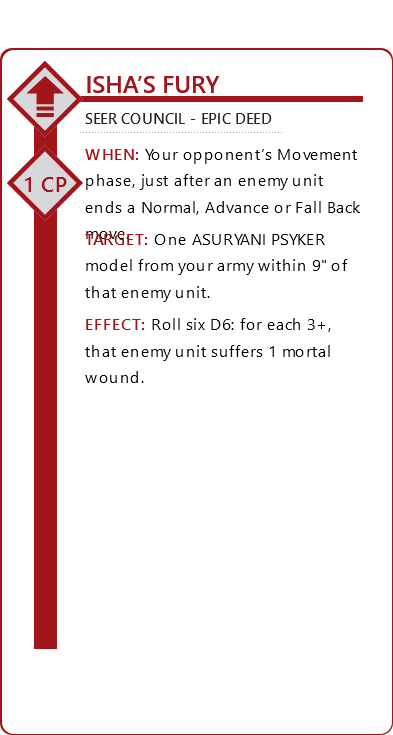 ISHA’S FURY
SEER COUNCIL - EPIC DEED
WHEN: Your opponent’s Movement
phase, just after an enemy unit
ends a Normal, Advance or Fall Back
move.
TARGET: One ASURYANI PSYKER
model from your army within 9" of
that enemy unit.
1 CP
EFFECT: Roll six D6: for each 3+,
that enemy unit suffers 1 mortal
wound.